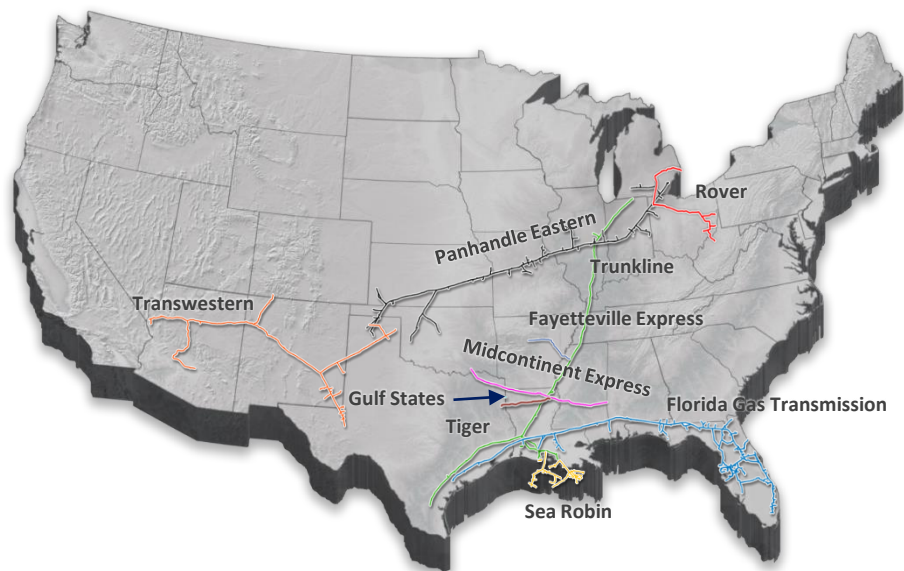 Rover
Panhandle Eastern
Trunkline
Transwestern
Fayetteville Express
Midcontinent Express
Gulf States
Florida Gas Transmission
Tiger
Sea Robin